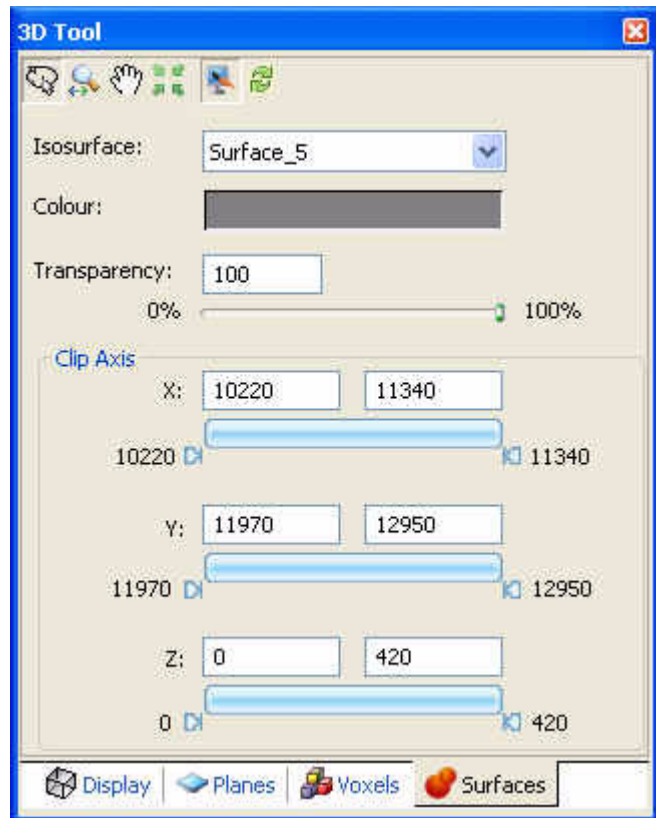 3D Tool
Isosurface: Surface_5
Colour:
Transparency: 100
0% 100%
Clip Axis
X: 10220 11340
10220 11340
Y: 11970 12950
11970 12950
Z: 0 420
0 420
Display Planes Voxels Surfaces